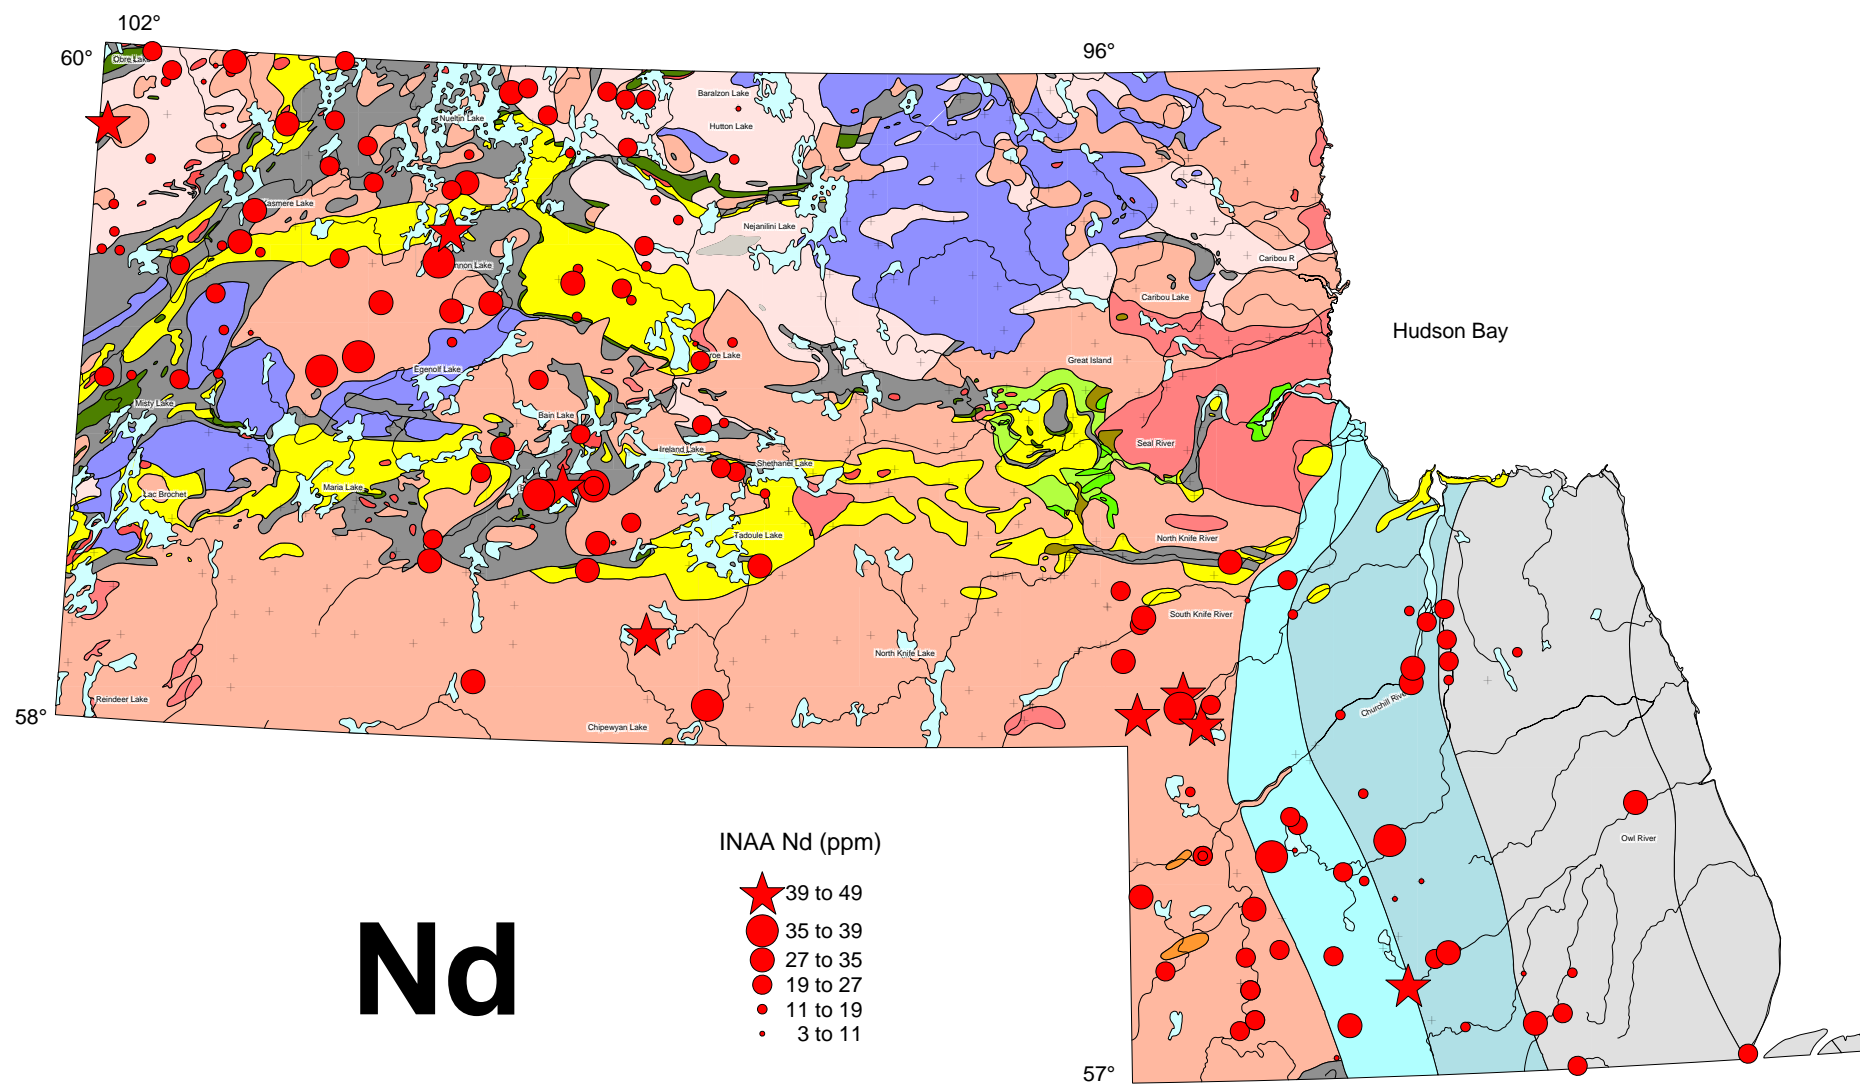 102°
60°
96°
Obre Lake
Baralzon Lake
Nueltin Lake
Hutton Lake
Kasmere Lake
Nejanilini Lake
Caribou R
Caribou Lake
Hudson Bay
Great Island
Egenolf Lake
Misty Lake
Bain Lake
Seal River
Ireland Lake
Shethanei Lake
Maria Lake
Lac Brochet
Tadoule Lake
North Knife River
South Knife River
North Knife Lake
Reindeer Lake
Churchill River
58°
Chipewyan Lake
Owl River
INAA Nd (ppm)
39 to 49
35 to 39
27 to 35
19 to 27
11 to 19
3 to 11
Nd
57°